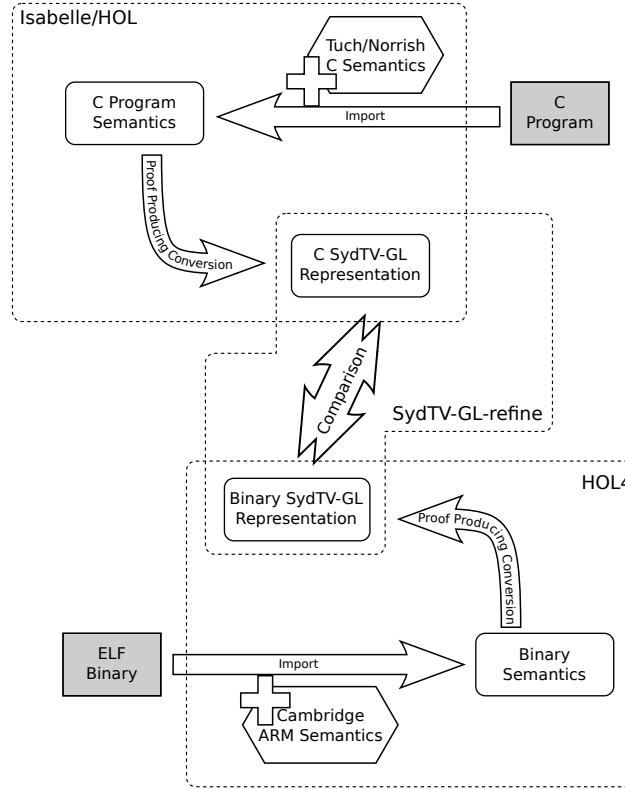 Isabelle/HOL
Tuch/Norrish
C Semantics
C Program
Semantics
Import
C
Program
Proof Producing Conversion
C SydTV-GL
Representation
Comparison
SydTV-GL-refine
HOL4
Binary SydTV-GL
Representation
Proof Producing Conversion
ELF
Binary
Import
Binary
Semantics
Cambridge
ARM Semantics